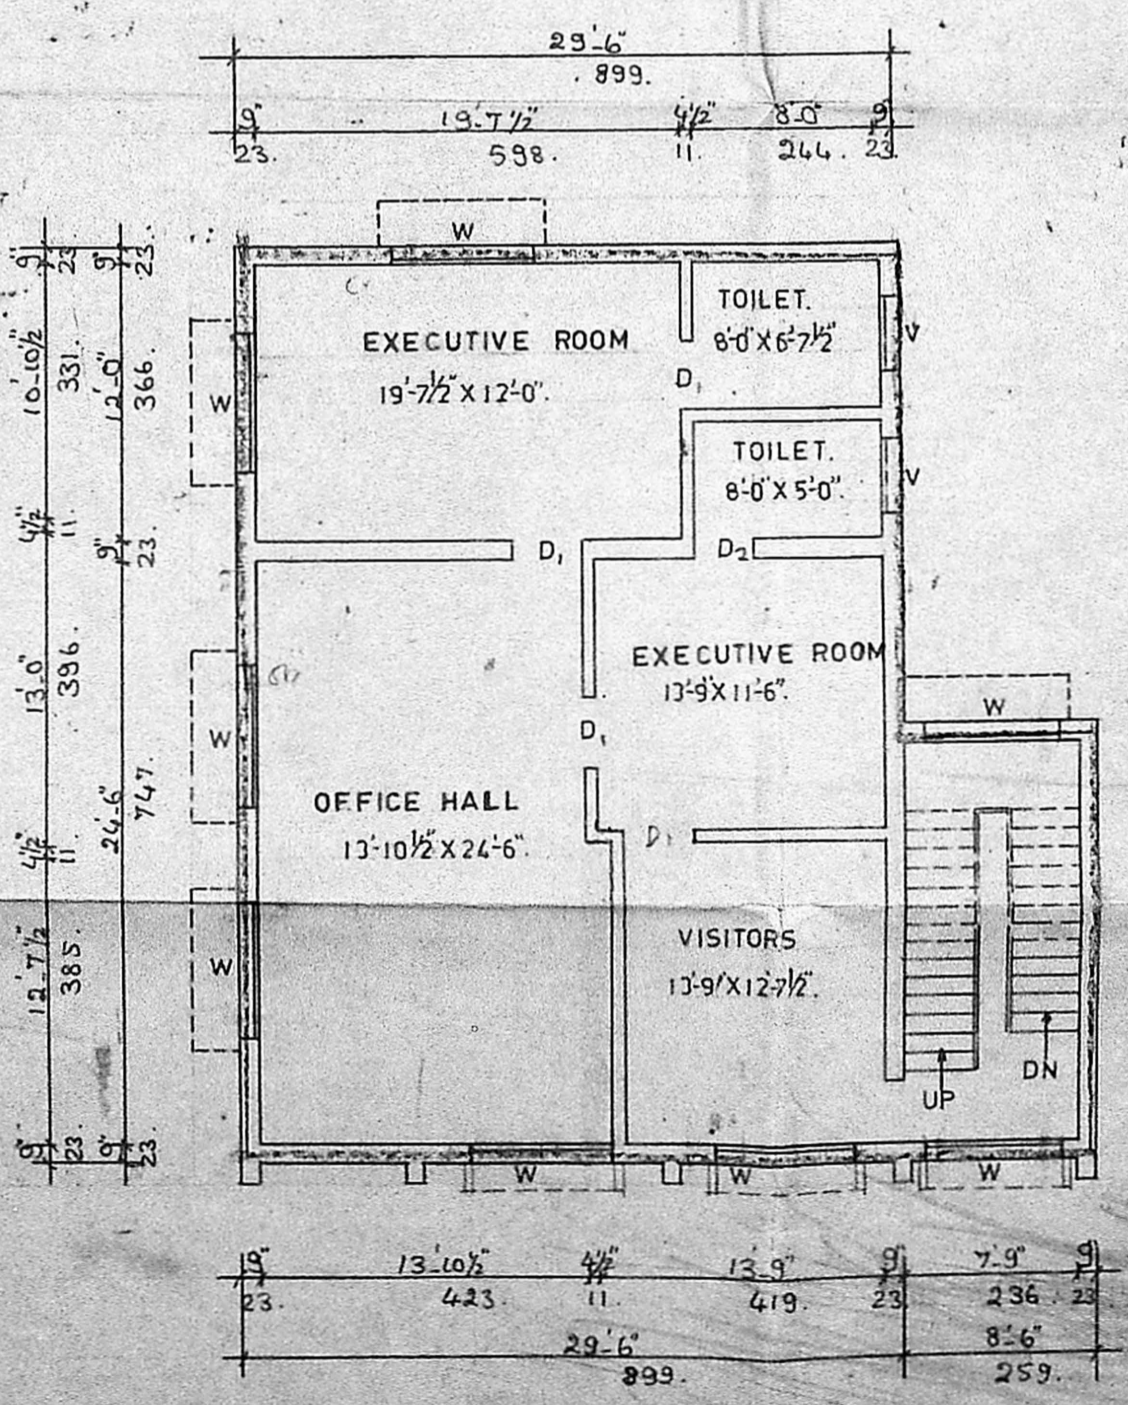 29'-6"
899.
9" 19'-7½" 4½" 8'-0" 9"
23. 598. 11. 244. 23.
W
EXECUTIVE ROOM
19'-7½" X 12'-0".
TOILET.
8'-0" X 6'-7½"
V
D₁
W
TOILET.
8'-0" X 5'-0".
V
D₁
D₂
EXECUTIVE ROOM
13'-9" X 11'-6".
W
D₁
W
OFFICE HALL
13'-10½" X 24'-6".
D₁
VISITORS
13'-9" X 12'-7½".
W
UP
DN
W
W
W
9" 10'-10½" 4½" 13'-0" 4½" 12'-7½" 9"
23. 331. 11. 396. 11. 385. 23.
9" 12'-0" 9" 24'-6" 9"
23. 366. 23. 747. 23.
9" 13'-10½" 4½" 13'-9" 9" 7'-9" 9"
23. 423. 11. 419. 23. 236. 23
29'-6" 8'-6"
899. 259.